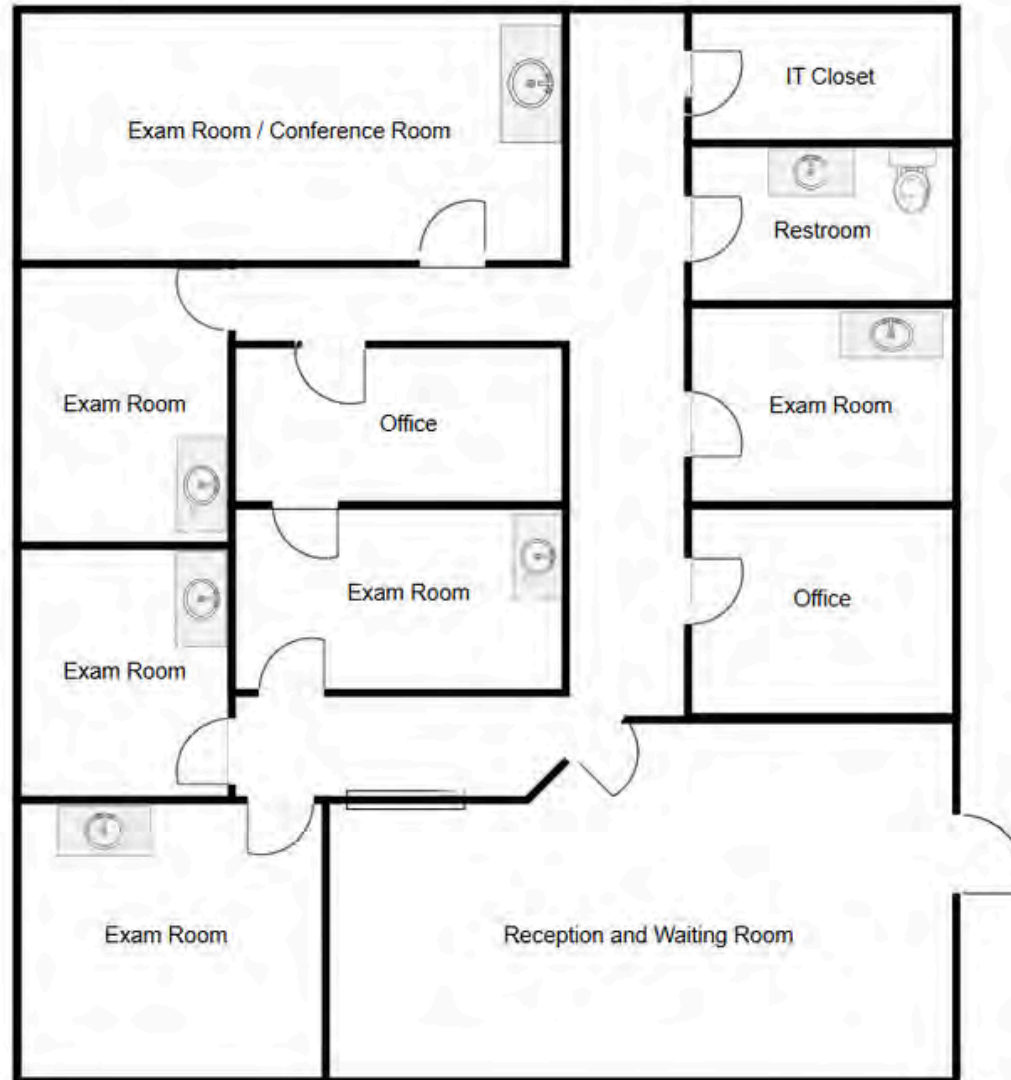 IT Closet
Exam Room / Conference Room
Restroom
Exam Room
Exam Room
Office
Exam Room
Office
Exam Room
Exam Room
Reception and Waiting Room